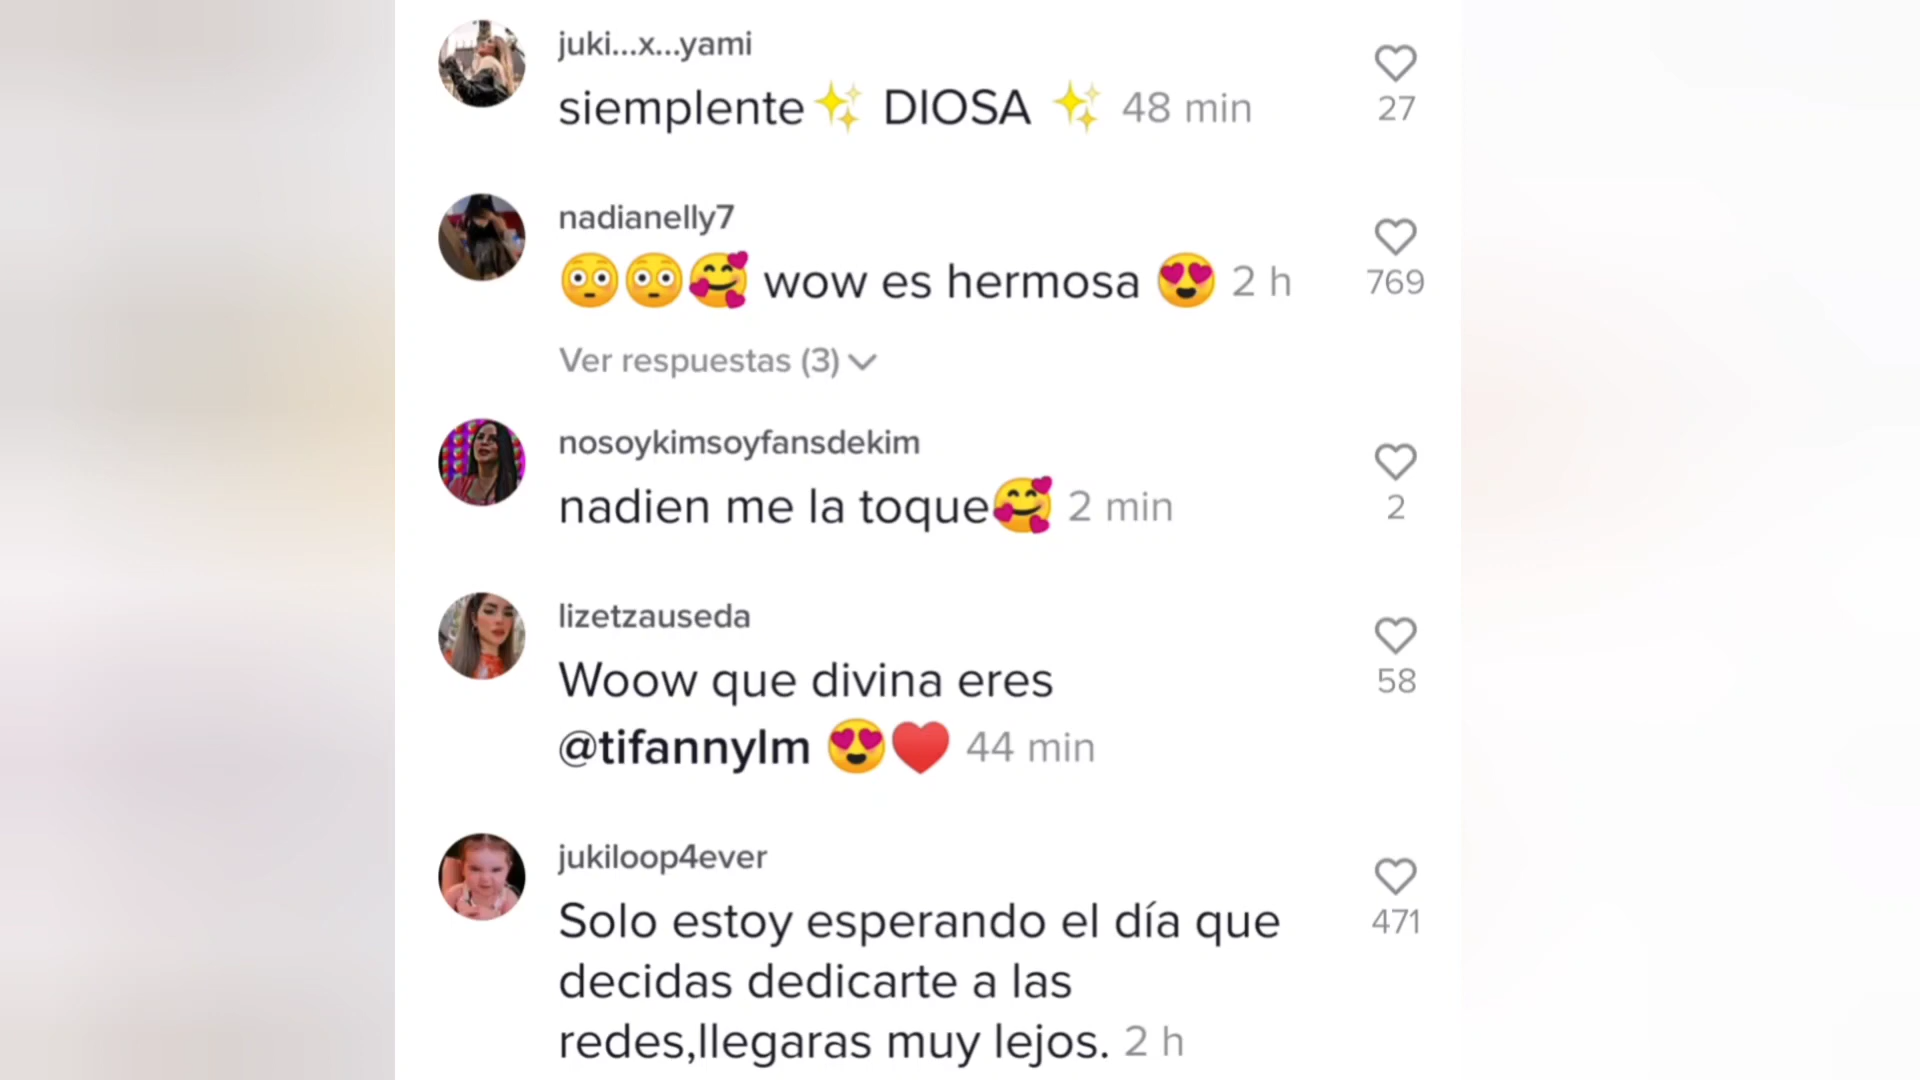 juki...x...yami
siemplente✨ DIOSA ✨ 48 min
27
nadianelly7
😳😳🥰 wow es hermosa 😍 2 h
769
Ver respuestas (3)
nosoykimsoyfansdekim
nadien me la toque🥰 2 min
2
lizetzauseda
Woow que divina eres
@tifannylm 😍❤️ 44 min
58
jukiloop4ever
Solo estoy esperando el día que
decidas dedicarte a las
redes,llegaras muy lejos. 2 h
471